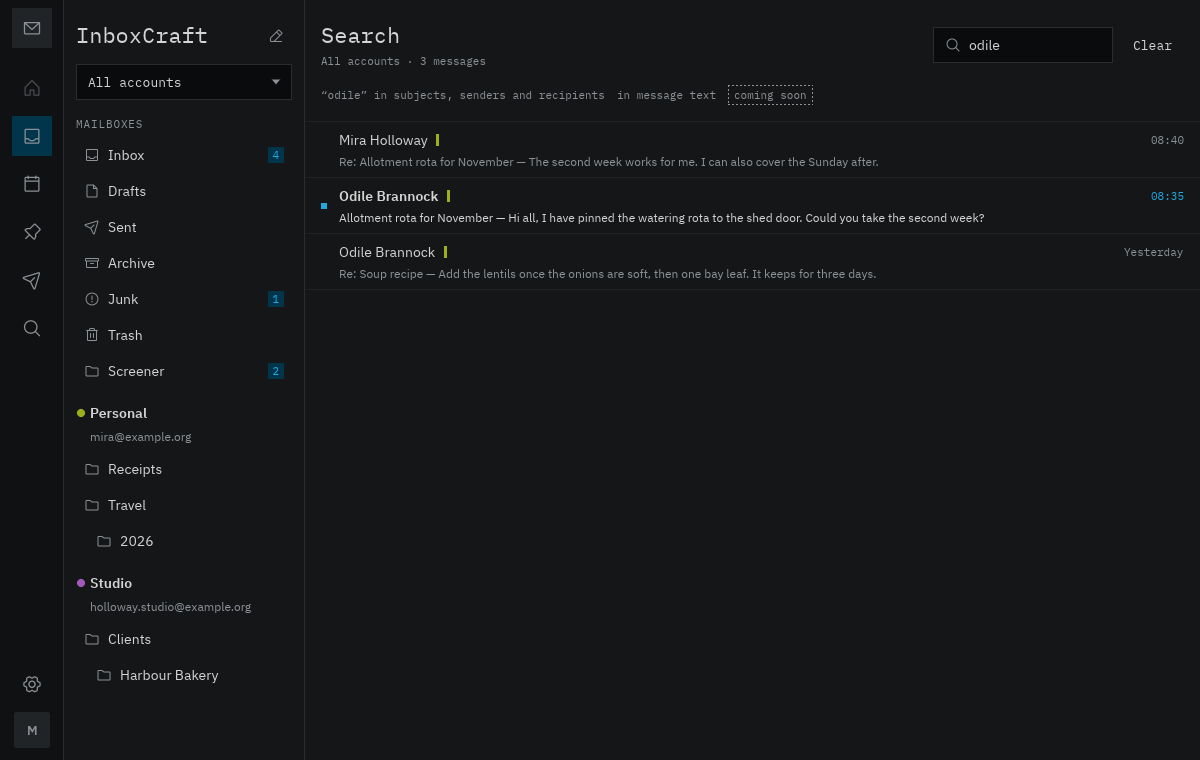 InboxCraft
All accounts
MAILBOXES
Inbox 4
Drafts
Sent
Archive
Junk 1
Trash
Screener 2
Personal
mira@example.org
Receipts
Travel
2026
Studio
holloway.studio@example.org
Clients
Harbour Bakery
M
Search
All accounts · 3 messages
odile
Clear
“odile” in subjects, senders and recipients in message text coming soon
Mira Holloway 08:40
Re: Allotment rota for November — The second week works for me. I can also cover the Sunday after.
Odile Brannock 08:35
Allotment rota for November — Hi all, I have pinned the watering rota to the shed door. Could you take the second week?
Odile Brannock Yesterday
Re: Soup recipe — Add the lentils once the onions are soft, then one bay leaf. It keeps for three days.